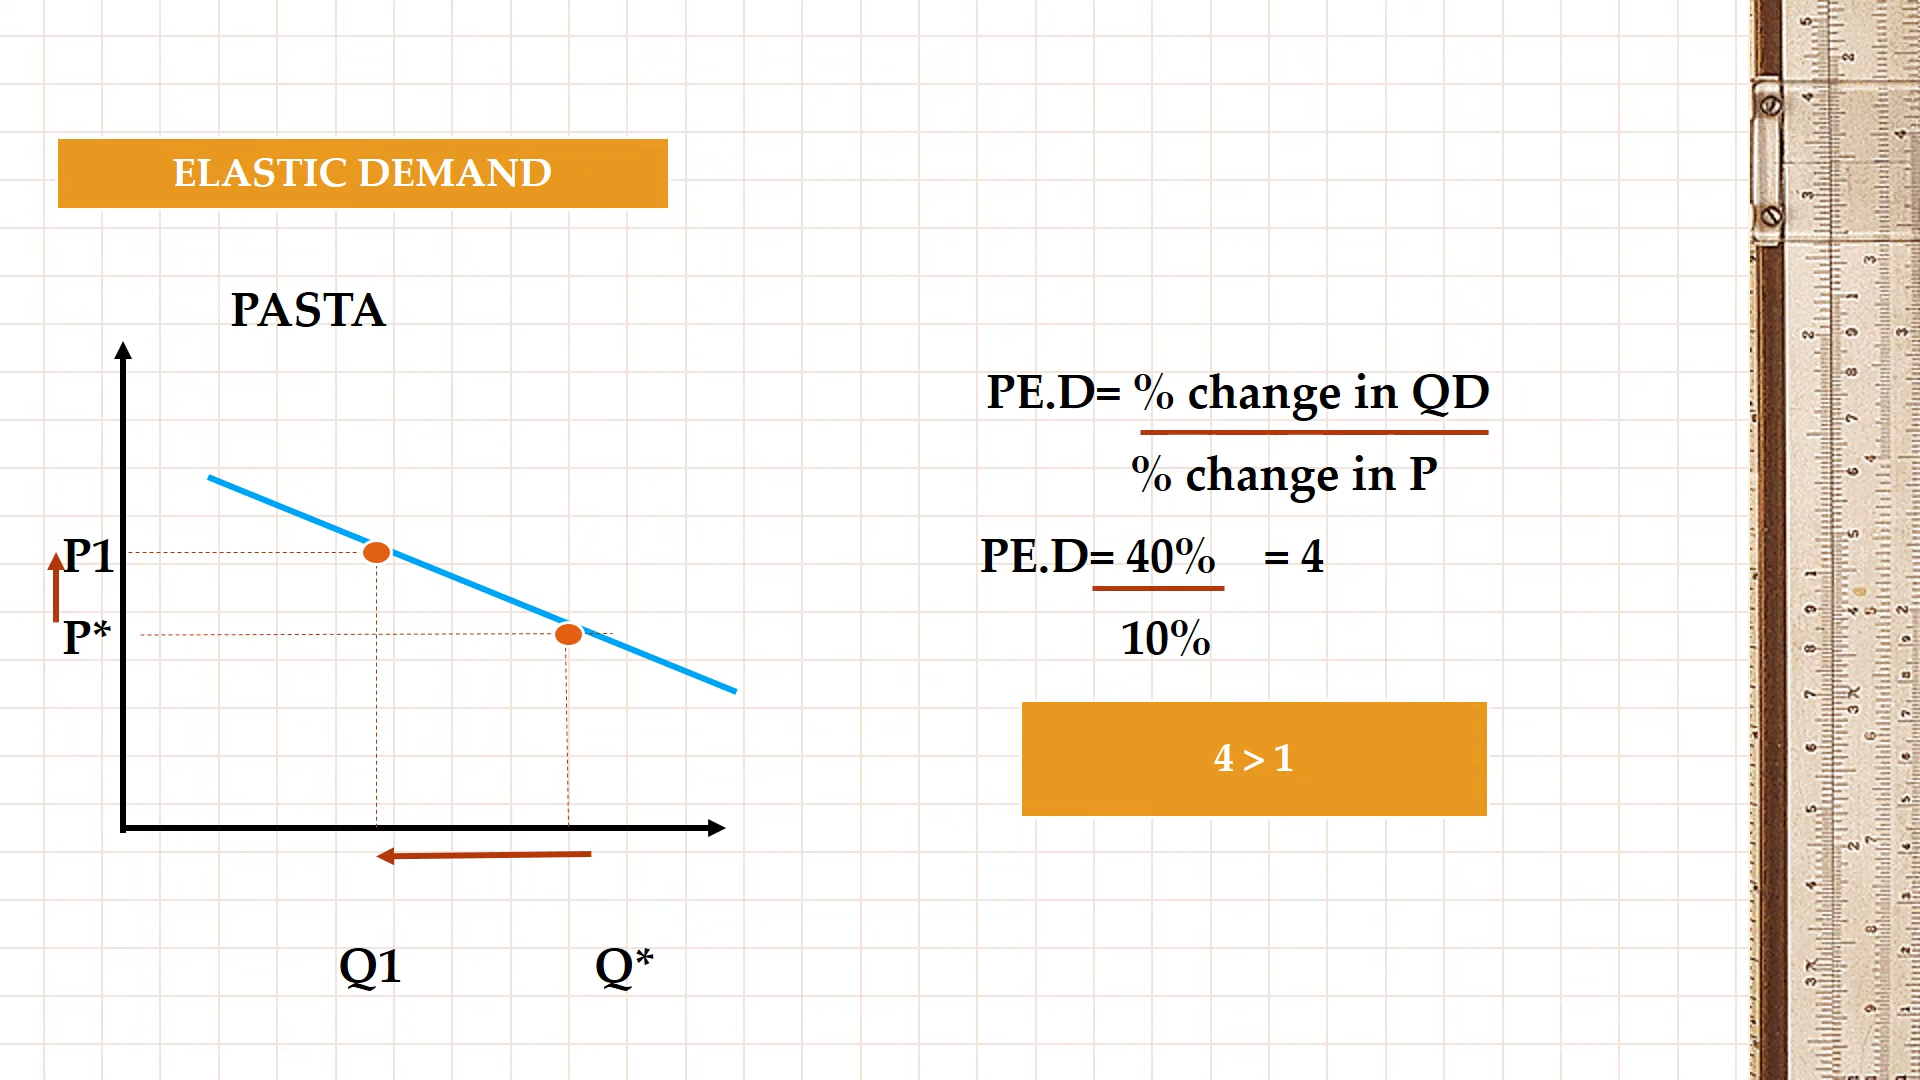 ELASTIC DEMAND
PASTA
P1
P*
Q1 Q*
PE.D= % change in QD
% change in P
PE.D= 40% = 4
10%
4 > 1